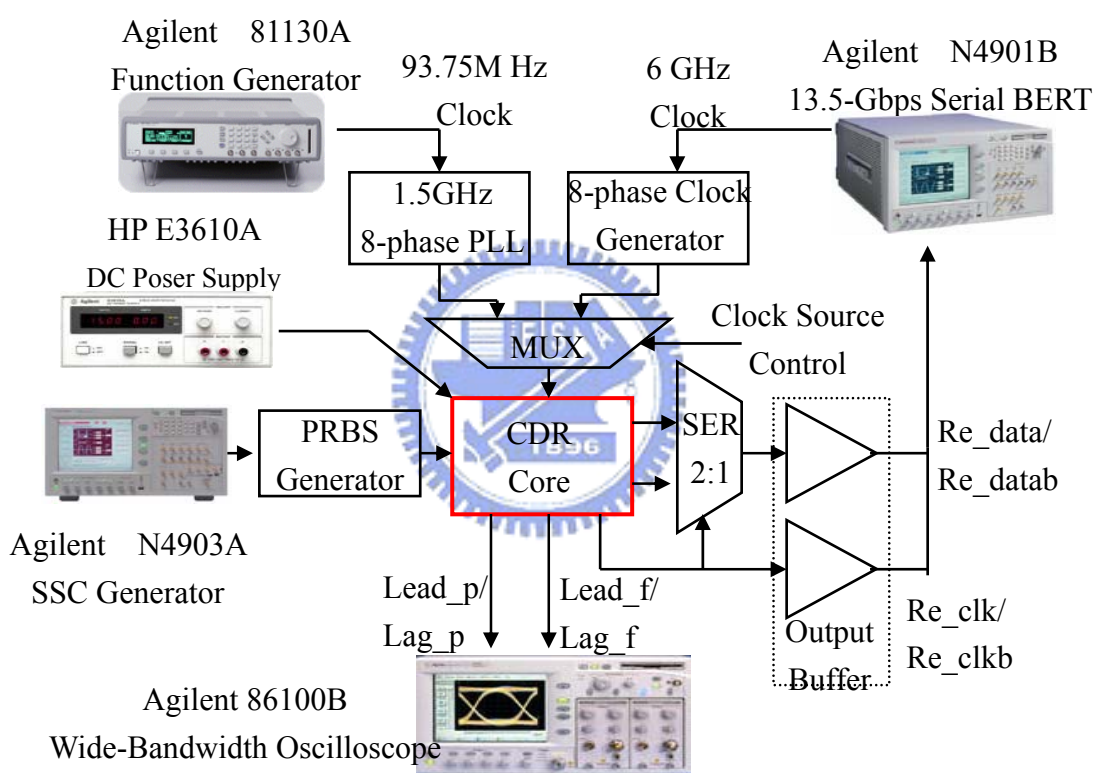 Agilent 81130A
Function Generator
93.75M Hz
Clock
6 GHz
Clock
Agilent N4901B
13.5-Gbps Serial BERT
1.5GHz
8-phase PLL
8-phase Clock
Generator
HP E3610A
DC Poser Supply
MUX
Clock Source
Control
PRBS
Generator
CDR
Core
1896
SER
2:1
Re_data/
Re_datab
Agilent N4903A
SSC Generator
Lead_p/
Lag_p
Lead_f/
Lag_f
Output
Buffer
Re_clk/
Re_clkb
Agilent 86100B
Wide-Bandwidth Oscilloscope